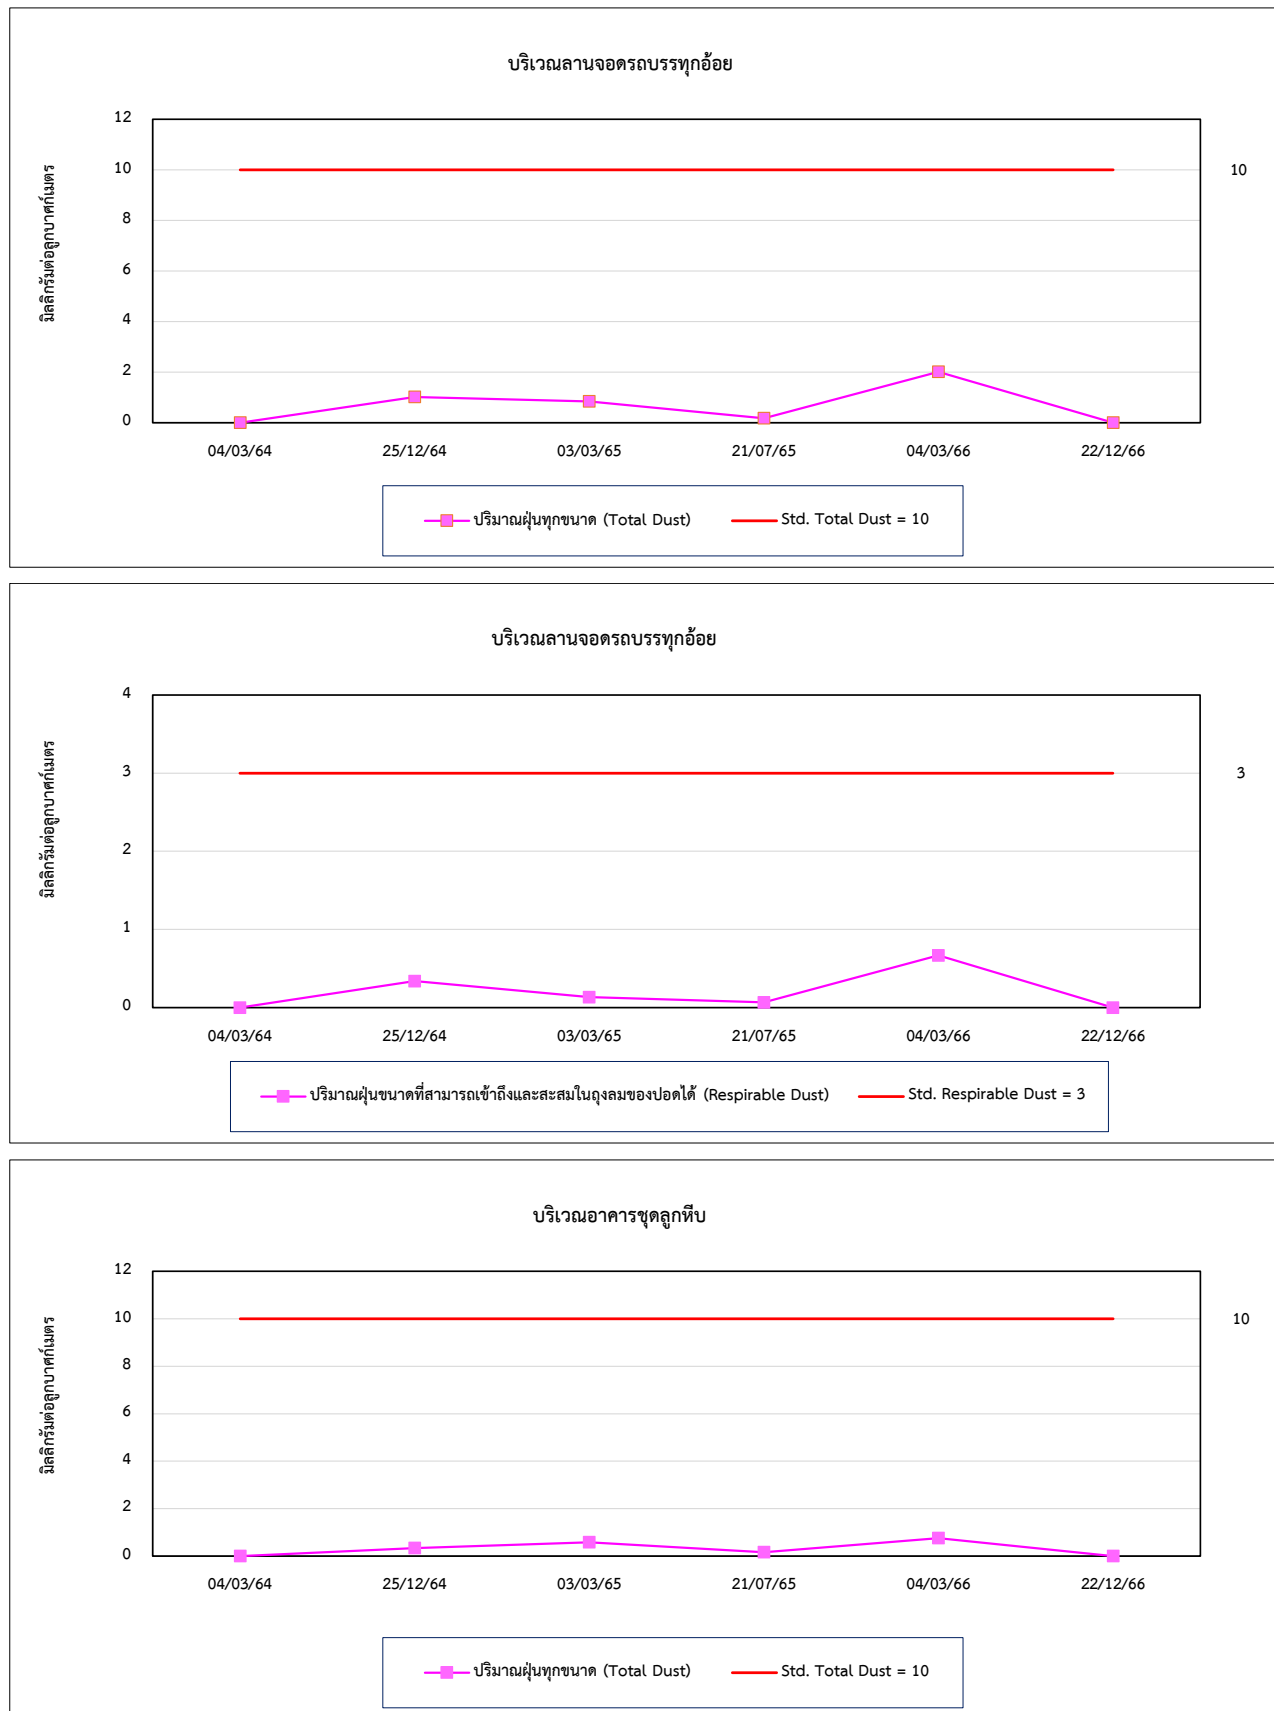 บริเวณลานจอดรถบรรทุกอ้อย
มิลลิกรัมต่อลูกบาศก์เมตร
12
10
8
6
4
2
0
10
04/03/64 25/12/64 03/03/65 21/07/65 04/03/66 22/12/66
ปริมาณฝุ่นทุกขนาด (Total Dust) Std. Total Dust = 10
บริเวณลานจอดรถบรรทุกอ้อย
มิลลิกรัมต่อลูกบาศก์เมตร
4
3
2
1
0
3
04/03/64 25/12/64 03/03/65 21/07/65 04/03/66 22/12/66
ปริมาณฝุ่นขนาดที่สามารถเข้าถึงและสะสมในถุงลมของปอดได้ (Respirable Dust) Std. Respirable Dust = 3
บริเวณอาคารชุดลูกหีบ
มิลลิกรัมต่อลูกบาศก์เมตร
12
10
8
6
4
2
0
10
04/03/64 25/12/64 03/03/65 21/07/65 04/03/66 22/12/66
ปริมาณฝุ่นทุกขนาด (Total Dust) Std. Total Dust = 10